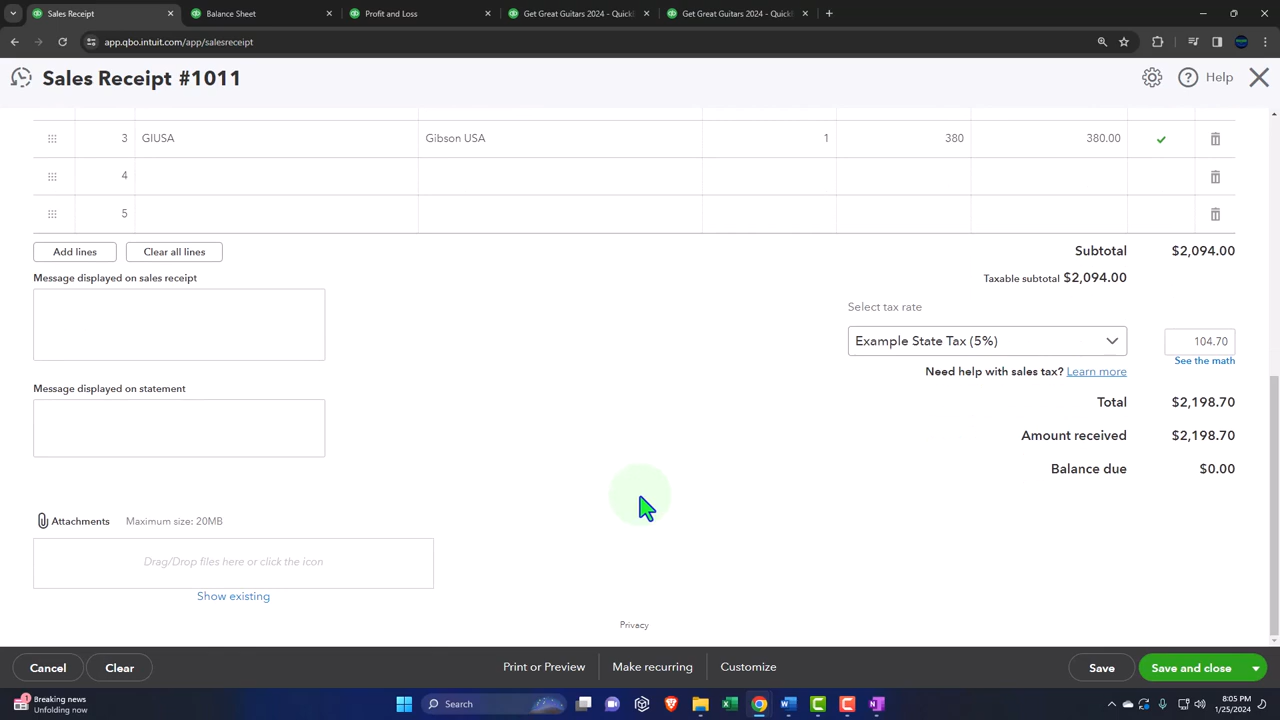 Sales Receipt
Balance Sheet
Profit and Loss
Get Great Guitars 2024 – Quick
Get Great Guitars 2024 – Quick
app.qbo.intuit.com/app/salesreceipt
Sales Receipt #1011
Help
3 GIUSA Gibson USA 1 380 380.00
4
5
Add lines Clear all lines
Subtotal $2,094.00
Message displayed on sales receipt
Taxable subtotal $2,094.00
Select tax rate
Example State Tax (5%) 104.70
See the math
Need help with sales tax? Learn more
Message displayed on statement
Total $2,198.70
Amount received $2,198.70
Balance due $0.00
Attachments Maximum size: 20MB
Drag/Drop files here or click the icon
Show existing
Privacy
Cancel Clear Print or Preview Make recurring Customize Save Save and close
1
Breaking news
Unfolding now
Search
8:05 PM
1/25/2024